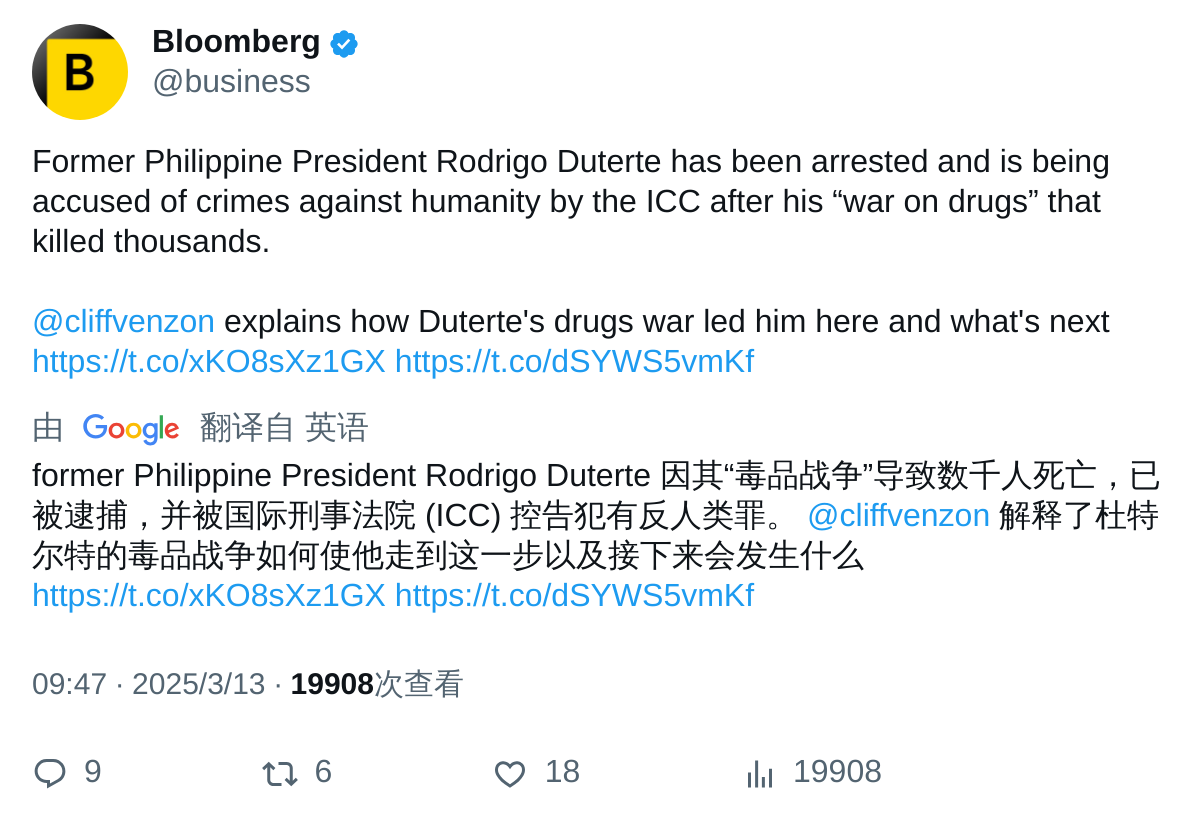 B
Bloomberg
@business
Former Philippine President Rodrigo Duterte has been arrested and is being
accused of crimes against humanity by the ICC after his “war on drugs” that
killed thousands.
@cliffvenzon explains how Duterte's drugs war led him here and what's next
https://t.co/xKO8sXz1GX https://t.co/dSYWS5vmKf
由 Google 翻译自 英语
former Philippine President Rodrigo Duterte 因其“毒品战争”导致数千人死亡，已
被逮捕，并被国际刑事法院 (ICC) 控告犯有反人类罪。 @cliffvenzon 解释了杜特
尔特的毒品战争如何使他走到这一步以及接下来会发生什么
https://t.co/xKO8sXz1GX https://t.co/dSYWS5vmKf
09:47 · 2025/3/13 · 19908次查看
9 6 18 19908